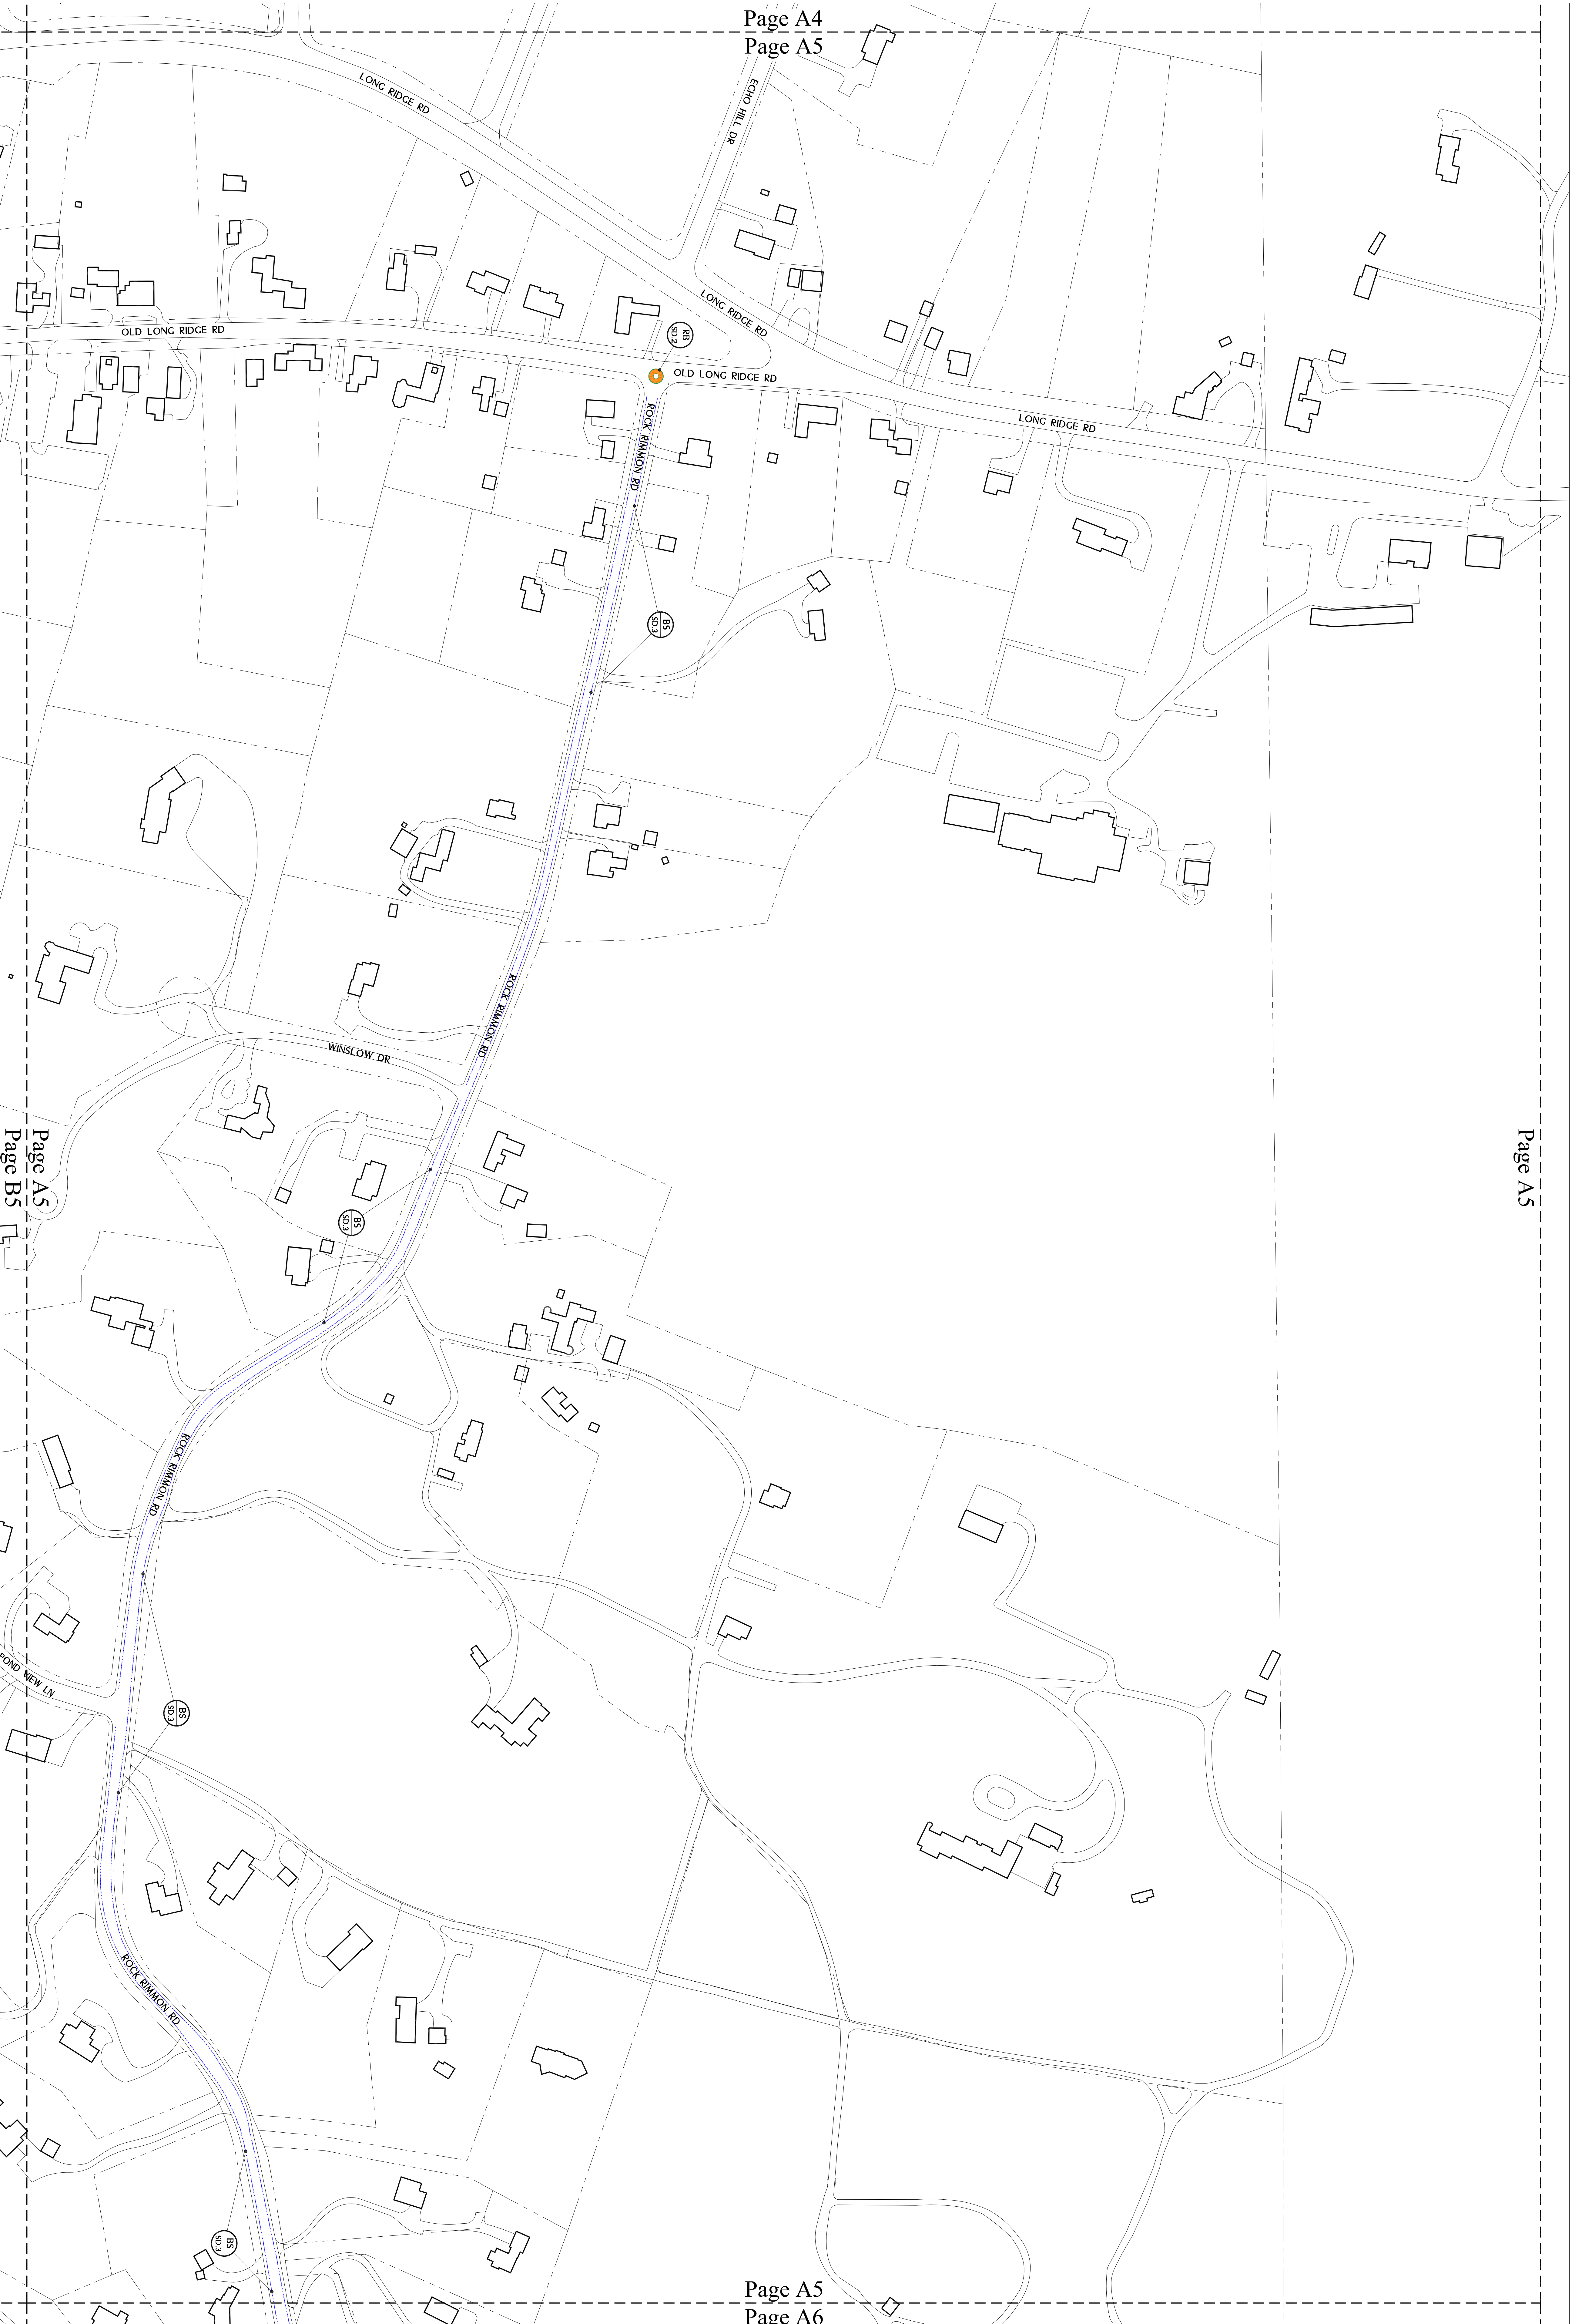 Page A4
Page A5
LONG RIDGE RD
ECHO HILL DR
LONG RIDGE RD
OLD LONG RIDGE RD
RB
SD.2
OLD LONG RIDGE RD
LONG RIDGE RD
ROCK RIMMON RD
BS
SD.3
ROCK RIMMON RD
WINSLOW DR
Page A5
Page B5
Page A5
BS
SD.3
ROCK RIMMON RD
POND VIEW LN
BS
SD.3
ROCK RIMMON RD
BS
SD.3
Page A5
Page A6